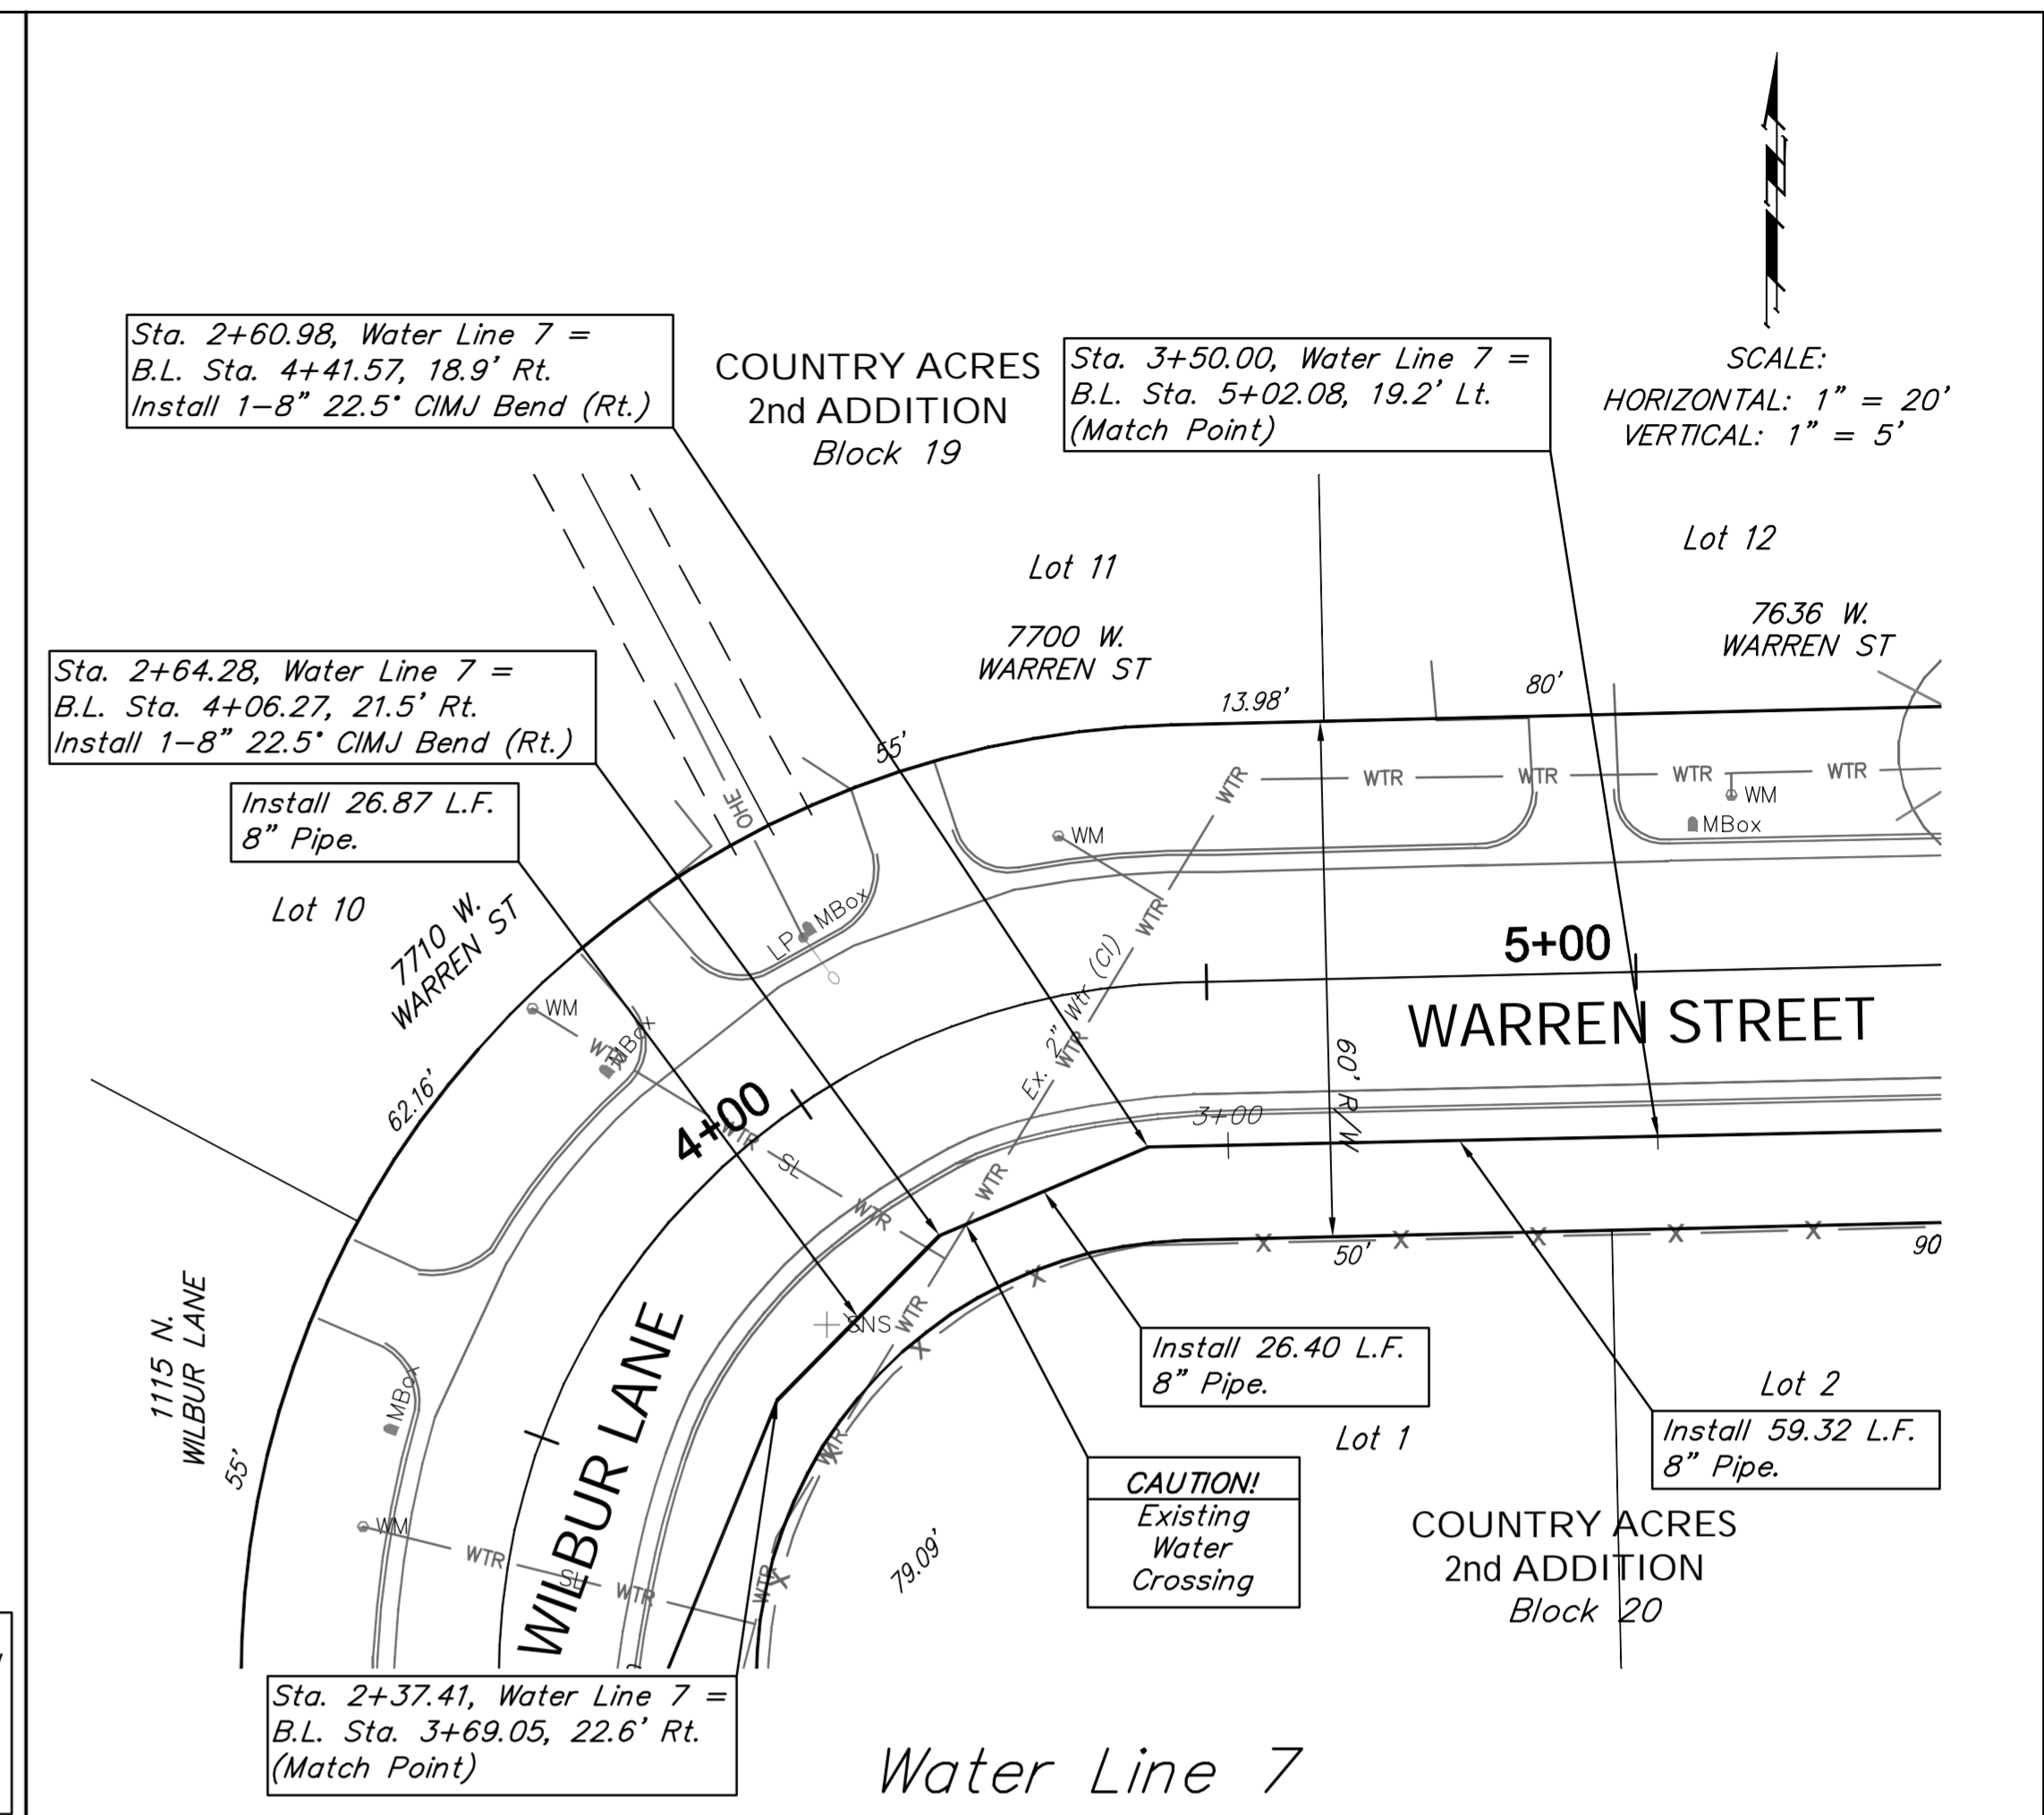 Sta. 2+60.98, Water Line 7 =
B.L. Sta. 4+41.57, 18.9' Rt.
Install 1-8" 22.5° CIMJ Bend (Rt.)
COUNTRY ACRES
2nd ADDITION
Block 19
Sta. 3+50.00, Water Line 7 =
B.L. Sta. 5+02.08, 19.2' Lt.
(Match Point)
SCALE:
HORIZONTAL: 1" = 20'
VERTICAL: 1" = 5'
Lot 11
Lot 12
7700 W.
WARREN ST
7636 W.
WARREN ST
Sta. 2+64.28, Water Line 7 =
B.L. Sta. 4+06.27, 21.5' Rt.
Install 1-8" 22.5° CIMJ Bend (Rt.)
13.98'
80'
55'
Install 26.87 L.F.
8" Pipe.
OHE
WTR
WTR
WTR
WTR
WTR
WM
MBox
WM
Lot 10
7710 W.
WARREN ST
LP
MBox
WTR
5+00
WARREN STREET
Ex. 2" Wtr (CI)
WTR
WM
MBox
WTR
62.16'
4+00
WTR
SL
WTR
WTR
3+00
60' R/W
50'
90
X
X
X
X
X
X
SNS
WTR
X
1115 N.
WILBUR LANE
MBox
55'
WILBUR LANE
WM
WTR
SL
WTR
WTR
X
WTR
X
79.09'
Install 26.40 L.F.
8" Pipe.
Lot 1
Lot 2
Install 59.32 L.F.
8" Pipe.
CAUTION!
Existing
Water
Crossing
COUNTRY ACRES
2nd ADDITION
Block 20
Sta. 2+37.41, Water Line 7 =
B.L. Sta. 3+69.05, 22.6' Rt.
(Match Point)
Water Line 7